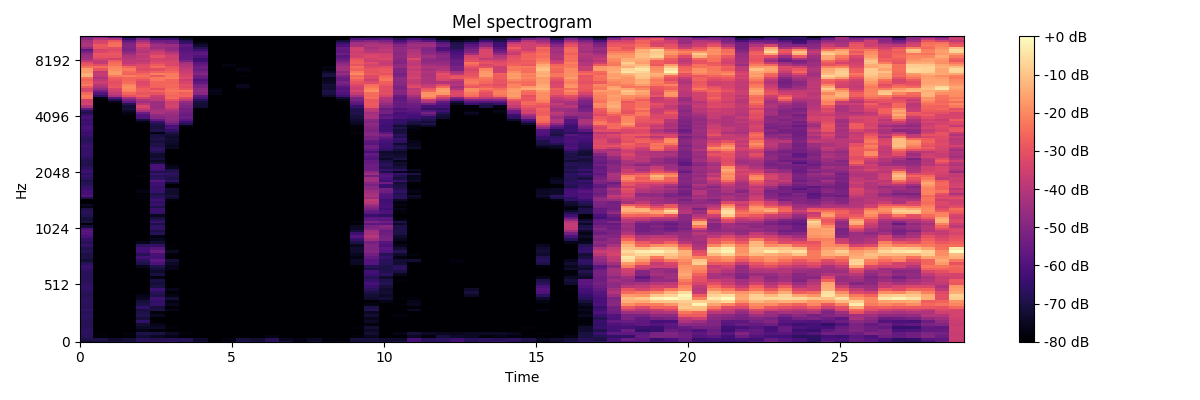 Mel spectrogram
8192
4096
2048
1024
512
0
Hz
0 5 10 15 20 25
Time
+0 dB
-10 dB
-20 dB
-30 dB
-40 dB
-50 dB
-60 dB
-70 dB
-80 dB